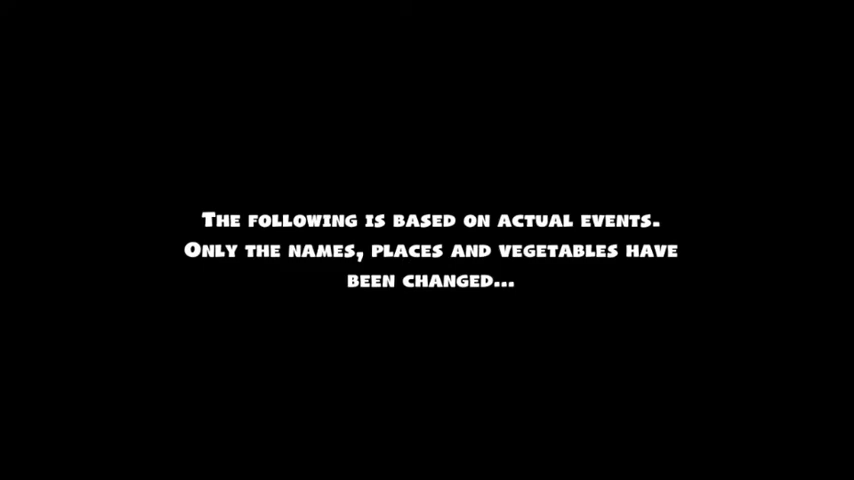 The following is based on actual events.
Only the names, places and vegetables have
been changed...